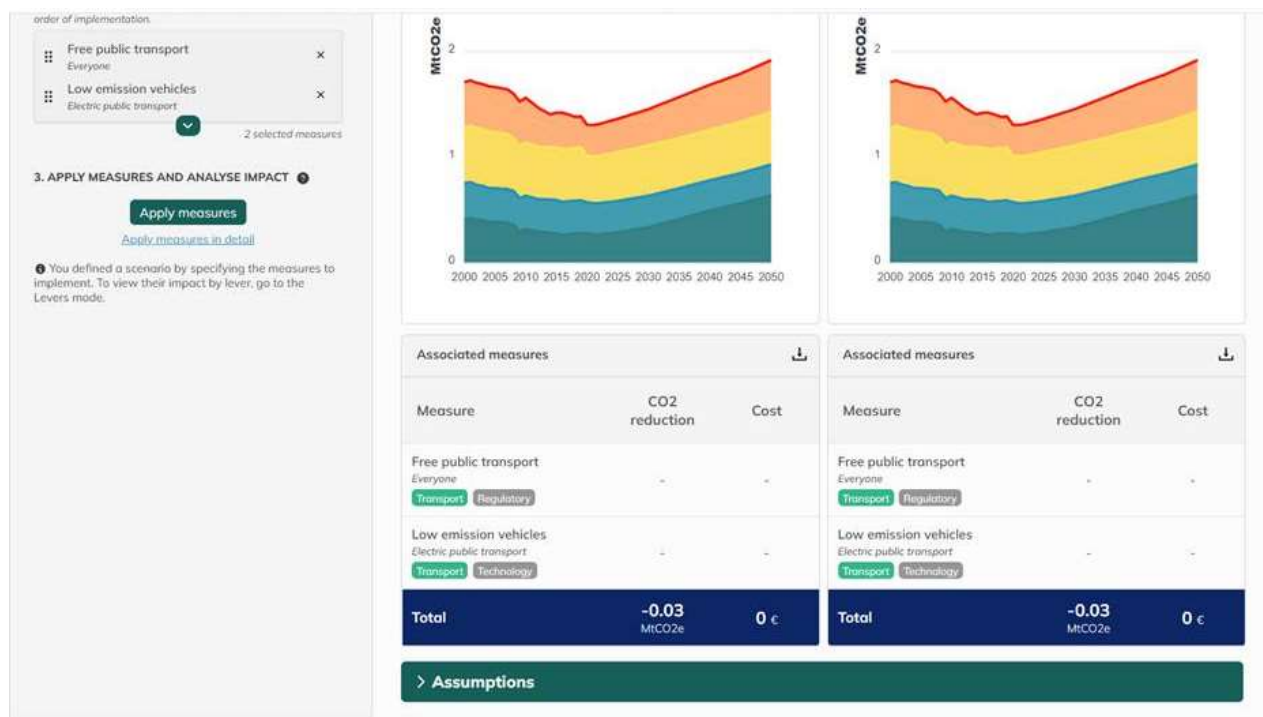 order of implementation.
Free public transport
Everyone
Low emission vehicles
Electric public transport
2 selected measures
3. APPLY MEASURES AND ANALYSE IMPACT
Apply measures
Apply measures in detail
You defined a scenario by specifying the measures to
implement. To view their impact by lever, go to the
Levers mode.
MtCO2e
2
1
0
2000 2005 2010 2015 2020 2025 2030 2035 2040 2045 2050
MtCO2e
2
1
0
2000 2005 2010 2015 2020 2025 2030 2035 2040 2045 2050
Associated measures
Measure CO2 reduction Cost
Free public transport - -
Everyone
Transport Regulatory
Low emission vehicles - -
Electric public transport
Transport Technology
Total -0.03 MtCO2e 0 €
Associated measures
Measure CO2 reduction Cost
Free public transport - -
Everyone
Transport Regulatory
Low emission vehicles - -
Electric public transport
Transport Technology
Total -0.03 MtCO2e 0 €
> Assumptions